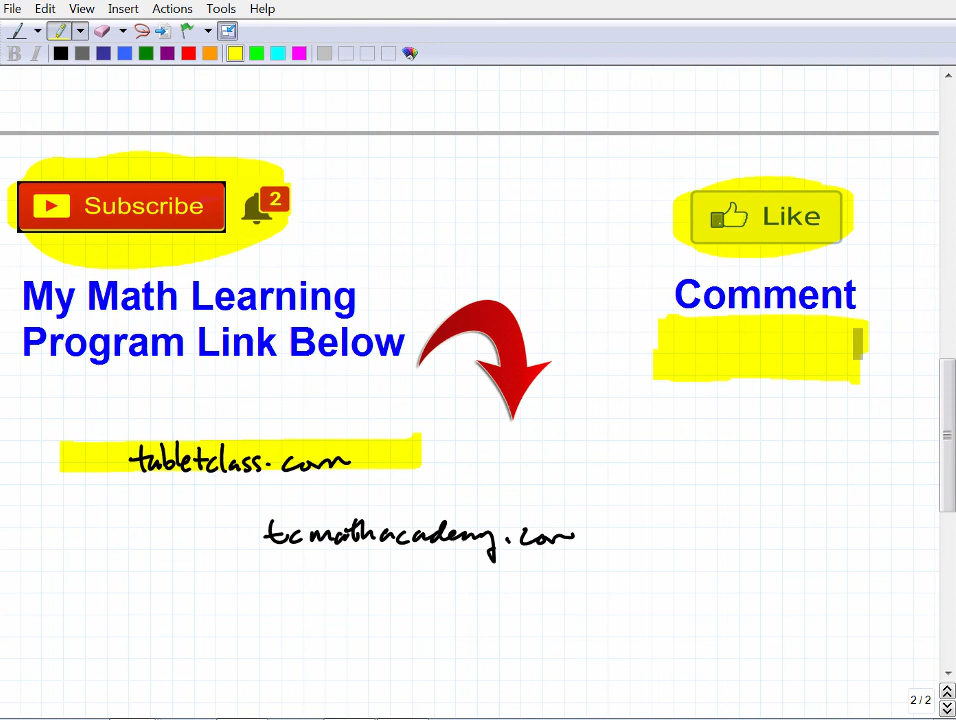 File Edit View Insert Actions Tools Help
B I
Subscribe 2
Like
My Math Learning
Program Link Below
Comment
tabletclass.com
tcmathacademy.com
2 / 2